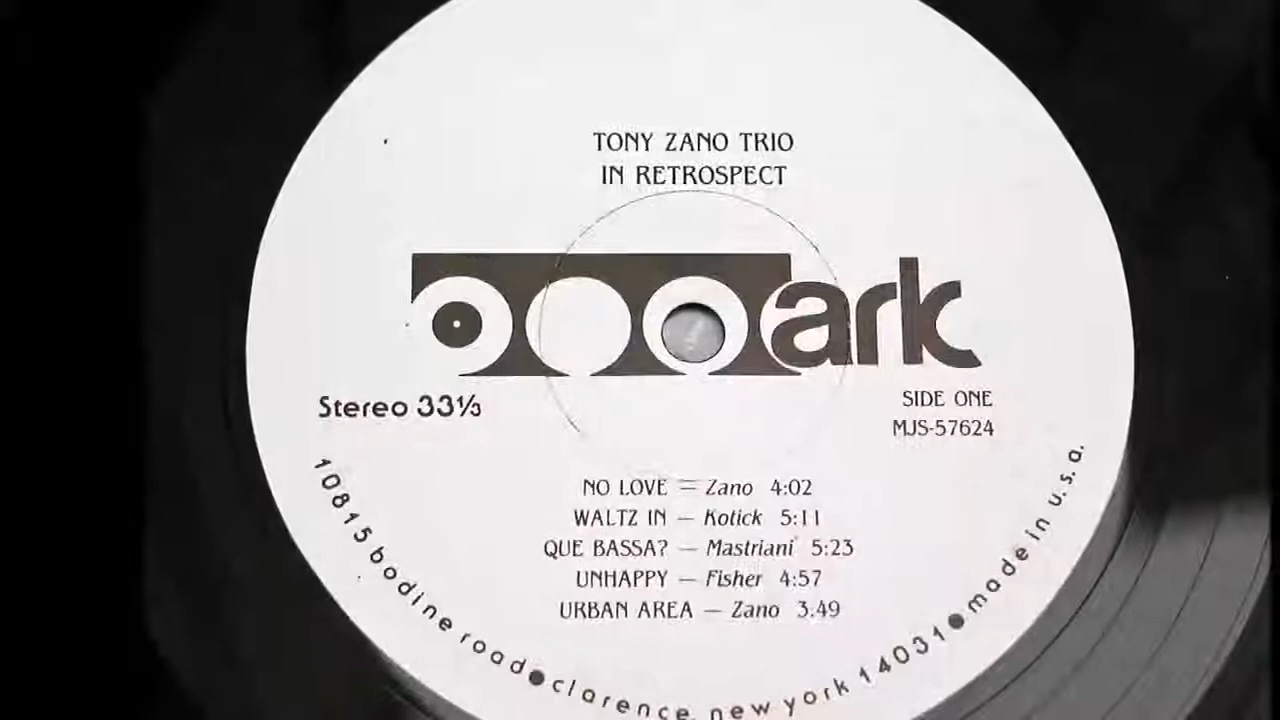 TONY ZANO TRIO
IN RETROSPECT
Mark
Stereo 33⅓
SIDE ONE
MJS-57624
NO LOVE — Zano 4:02
WALTZ IN — Kotick 5:11
QUE BASSA? — Mastriani 5:23
UNHAPPY — Fisher 4:57
URBAN AREA — Zano 3.49
10815 bodine road●clarence, new york 14031●made in u.s.a.